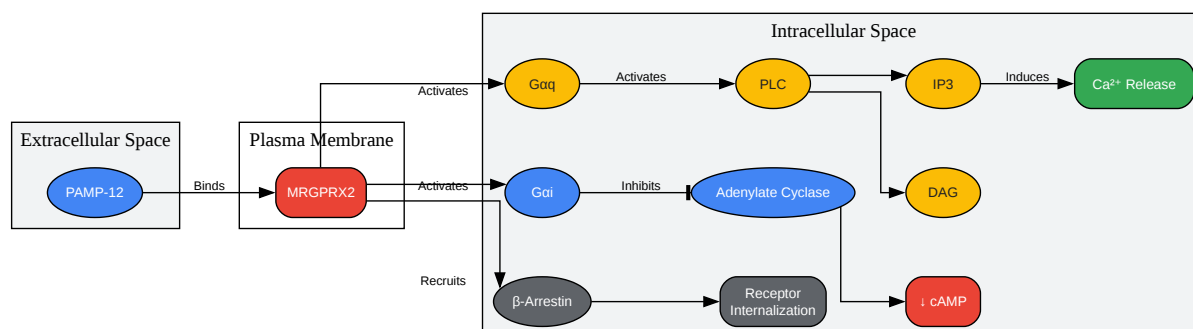 Intracellular Space
Gαq
Activates
PLC
IP3
Induces
Ca²⁺ Release
Activates
Extracellular Space
Plasma Membrane
PAMP-12
Binds
MRGPRX2
Activates
Gαi
Inhibits
Adenylate Cyclase
DAG
Recruits
β-Arrestin
Receptor
Internalization
↓ cAMP